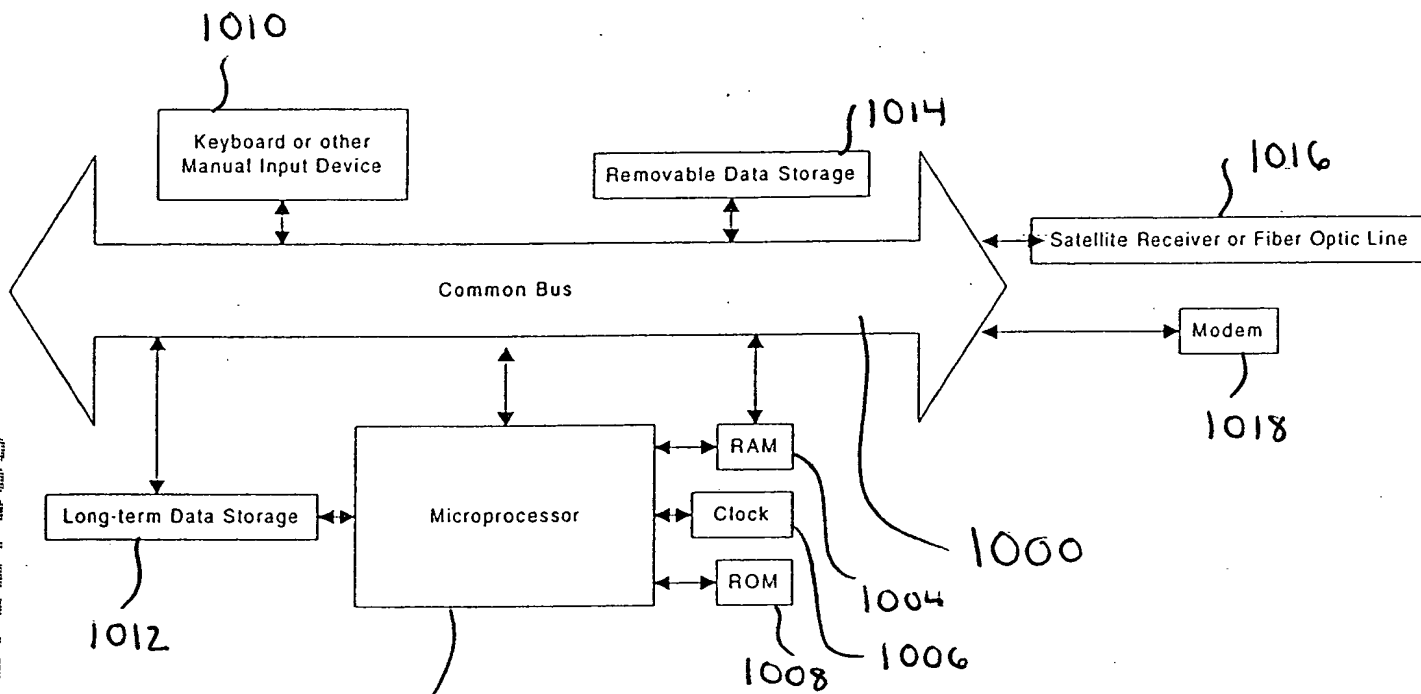 1010
Keyboard or other
Manual Input Device
1014
Removable Data Storage
1016
Satellite Receiver or Fiber Optic Line
Common Bus
Modem
1018
RAM
Long-term Data Storage
Microprocessor
Clock
1000
ROM
1004
1012
1008
1006